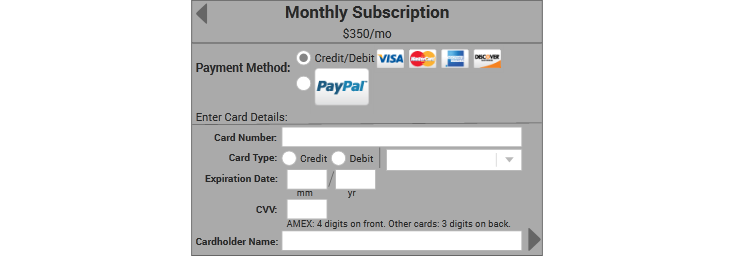 Monthly Subscription
$350/mo
Payment Method: Credit/Debit VISA MasterCard AMERICAN EXPRESS DISCOVER
PayPal
Enter Card Details:
Card Number:
Card Type: Credit Debit
Expiration Date: /
mm yr
CVV:
AMEX: 4 digits on front. Other cards: 3 digits on back.
Cardholder Name: